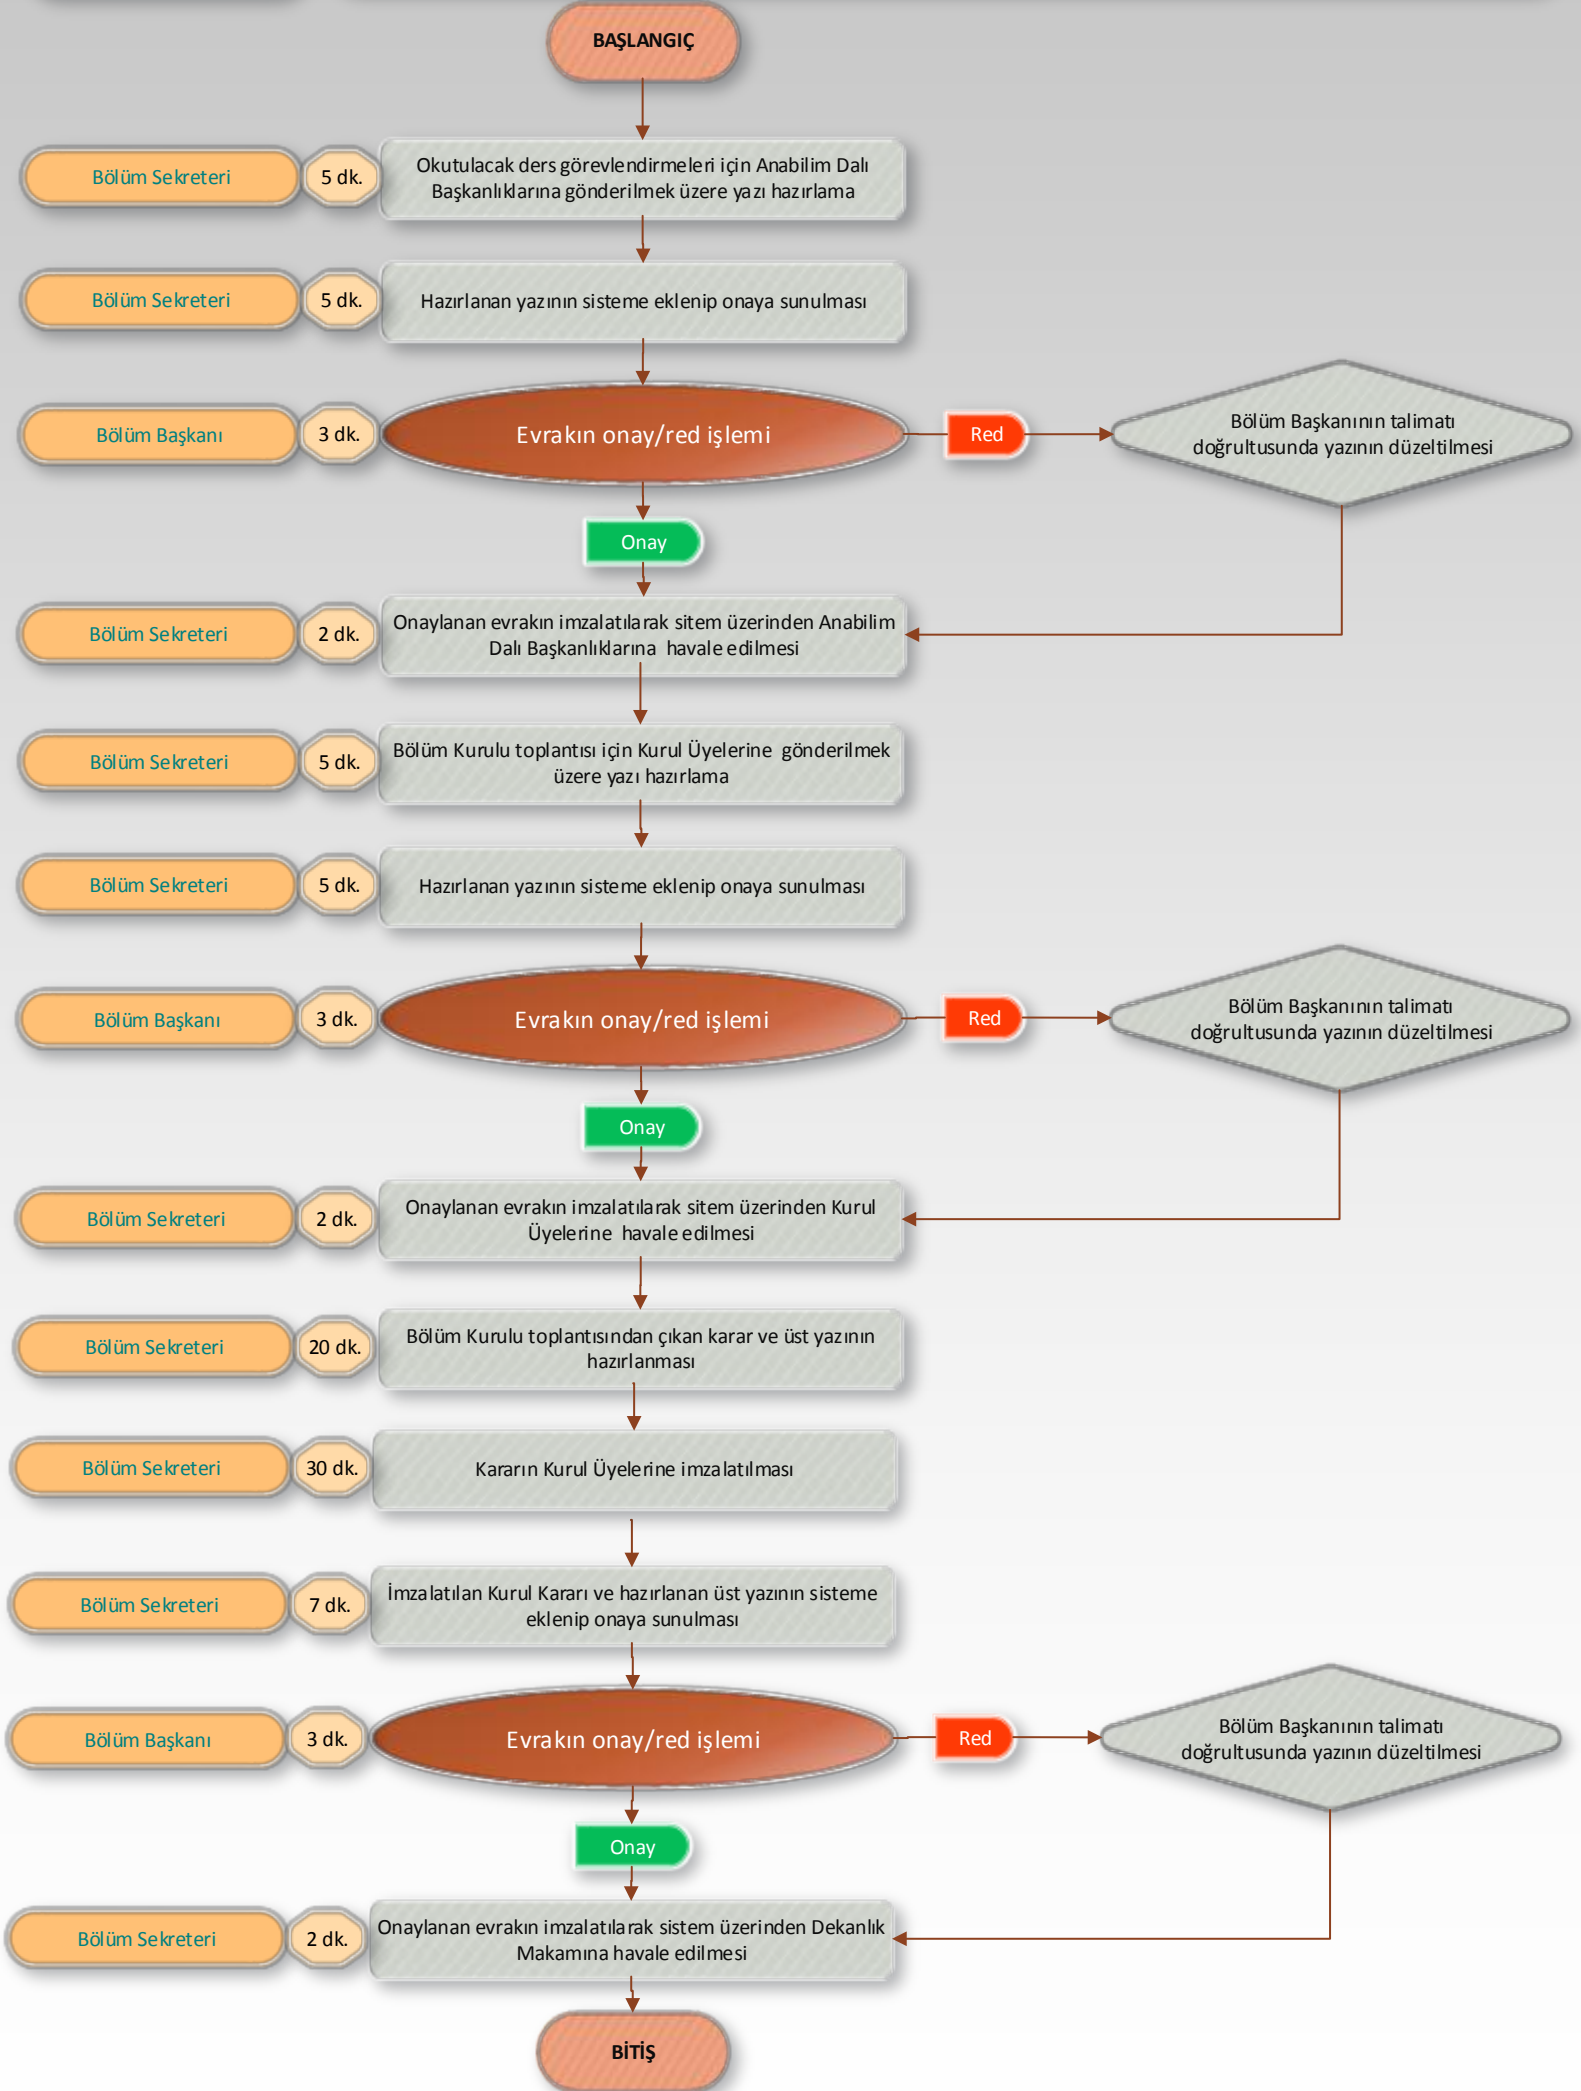 BAŞLANGIÇ
Bölüm Sekreteri
5 dk.
Okutulacak ders görevlendirmeleri için Anabilim Dalı
Başkanlıklarına gönderilmek üzere yazı hazırlama
Bölüm Sekreteri
5 dk.
Hazırlanan yazının sisteme eklenip onaya sunulması
Bölüm Başkanı
3 dk.
Evrakın onay/red işlemi
Red
Bölüm Başkanının talimatı
doğrultusunda yazının düzeltilmesi
Onay
Bölüm Sekreteri
2 dk.
Onaylanan evrakın imzalatılarak sitem üzerinden Anabilim
Dalı Başkanlıklarına havale edilmesi
Bölüm Sekreteri
5 dk.
Bölüm Kurulu toplantısı için Kurul Üyelerine gönderilmek
üzere yazı hazırlama
Bölüm Sekreteri
5 dk.
Hazırlanan yazının sisteme eklenip onaya sunulması
Bölüm Başkanı
3 dk.
Evrakın onay/red işlemi
Red
Bölüm Başkanının talimatı
doğrultusunda yazının düzeltilmesi
Onay
Bölüm Sekreteri
2 dk.
Onaylanan evrakın imzalatılarak sitem üzerinden Kurul
Üyelerine havale edilmesi
Bölüm Sekreteri
20 dk.
Bölüm Kurulu toplantısından çıkan karar ve üst yazının
hazırlanması
Bölüm Sekreteri
30 dk.
Kararın Kurul Üyelerine imzalatılması
Bölüm Sekreteri
7 dk.
İmzalatılan Kurul Kararı ve hazırlanan üst yazının sisteme
eklenip onaya sunulması
Bölüm Başkanı
3 dk.
Evrakın onay/red işlemi
Red
Bölüm Başkanının talimatı
doğrultusunda yazının düzeltilmesi
Onay
Bölüm Sekreteri
2 dk.
Onaylanan evrakın imzalatılarak sistem üzerinden Dekanlık
Makamına havale edilmesi
BİTİŞ